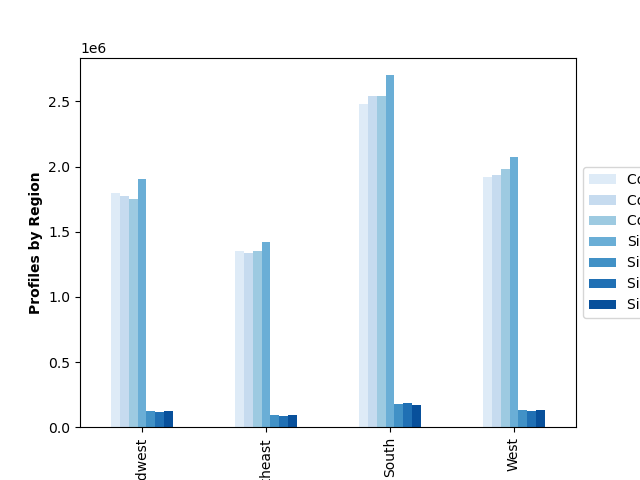 1e6
2.5
2.0
1.5
1.0
0.5
0.0
Profiles by Region
dwest
theast
South
West
Co
Co
Co
Si
Si
Si
Si